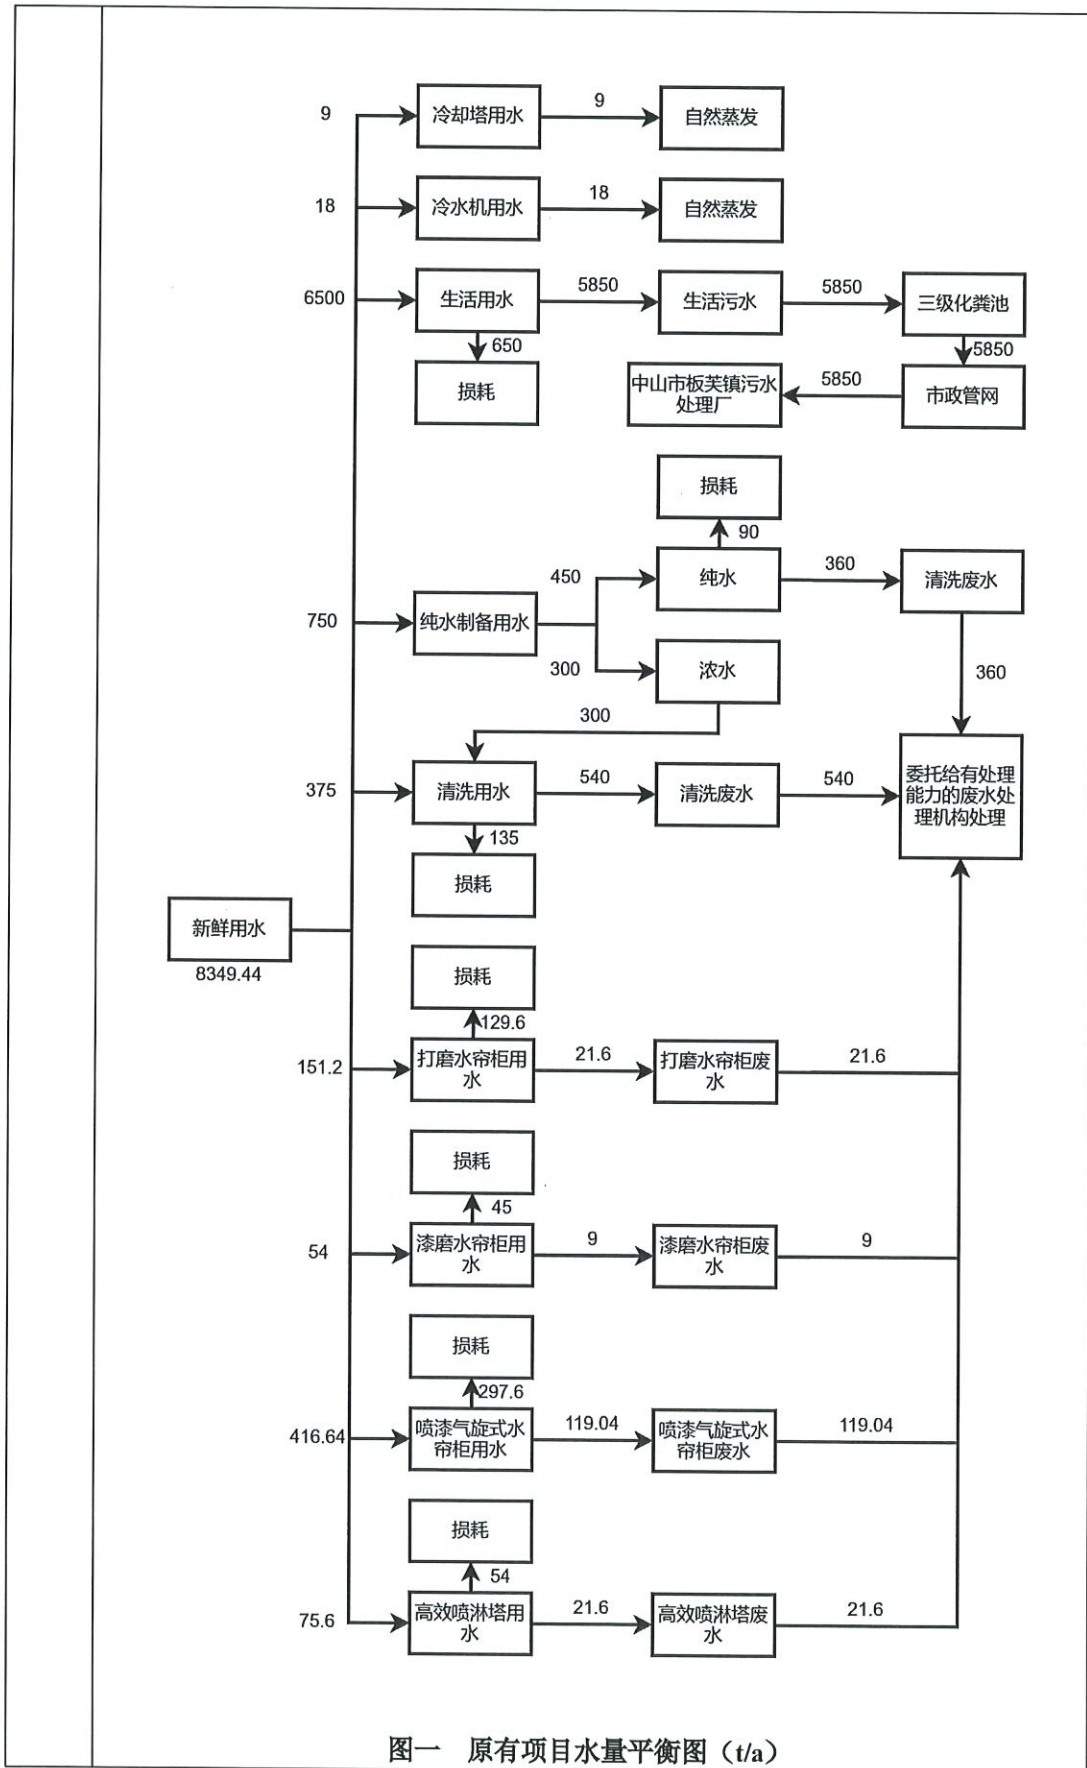 9
冷却塔用水
9
自然蒸发
18
冷水机用水
18
自然蒸发
6500
生活用水
5850
生活污水
5850
三级化粪池
650
5850
损耗
中山市板芙镇污水
处理厂
5850
市政管网
损耗
90
450
纯水
360
清洗废水
750
纯水制备用水
300
浓水
360
300
375
清洗用水
540
清洗废水
540
委托给有处理
能力的废水处
理机构处理
135
损耗
新鲜用水
8349.44
损耗
129.6
151.2
打磨水帘柜用
水
21.6
打磨水帘柜废
水
21.6
损耗
45
54
漆磨水帘柜用
水
9
漆磨水帘柜废
水
9
损耗
297.6
416.64
喷漆气旋式水
帘柜用水
119.04
喷漆气旋式水
帘柜废水
119.04
损耗
54
75.6
高效喷淋塔用
水
21.6
高效喷淋塔废
水
21.6
图一 原有项目水量平衡图（t/a）